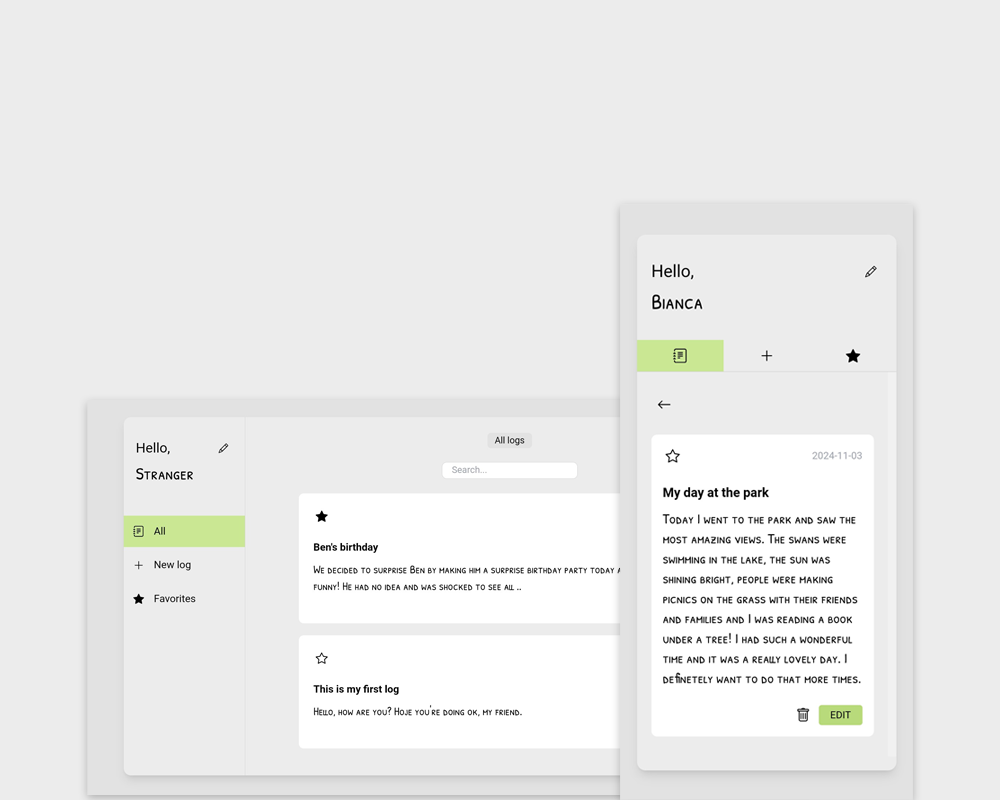 Hello,
Stranger
All
New log
Favorites
All logs
Search...
Ben's birthday
We decided to surprise Ben by making him a surprise birthday party today
funny! He had no idea and was shocked to see all ..
This is my first log
Hello, how are you? Hoje you're doing ok, my friend.
Hello,
Bianca
2024-11-03
My day at the park
Today I went to the park and saw the
most amazing views. The swans were
swimming in the lake, the sun was
shining bright, people were making
picnics on the grass with their friends
and families and I was reading a book
under a tree! I had such a wonderful
time and it was a really lovely day. I
definetely want to do that more times.
EDIT